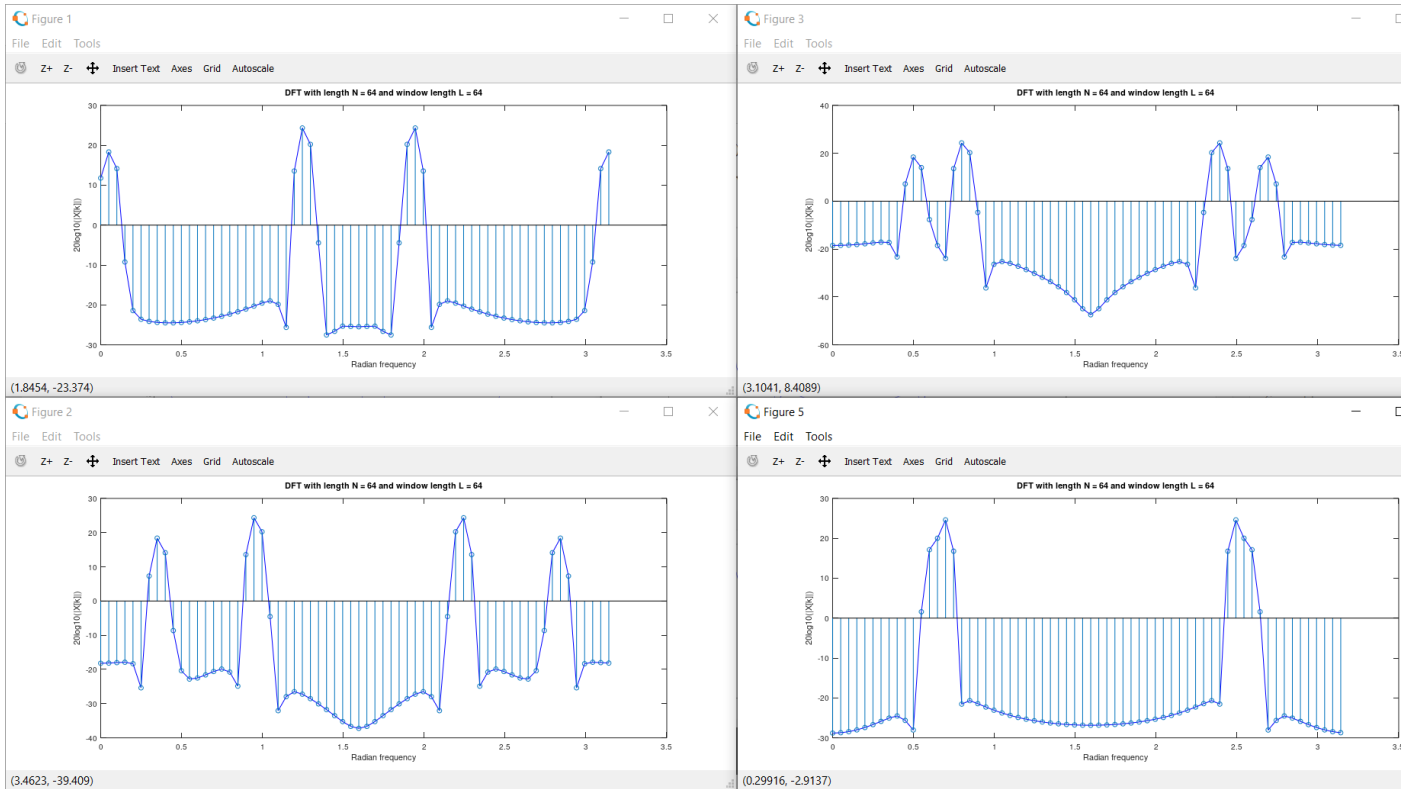 Figure 1
File Edit Tools
Z+ Z- Insert Text Axes Grid Autoscale
DFT with length N = 64 and window length L = 64
30
20
10
0
-10
-20
-30
20log10(|X[k]|)
0 0.5 1 1.5 2 2.5 3 3.5
Radian frequency
(1.8454, -23.374)
Figure 3
File Edit Tools
Z+ Z- Insert Text Axes Grid Autoscale
DFT with length N = 64 and window length L = 64
40
20
0
-20
-40
-60
20log10(|X[k]|)
0 0.5 1 1.5 2 2.5 3 3.5
Radian frequency
(3.1041, 8.4089)
Figure 2
File Edit Tools
Z+ Z- Insert Text Axes Grid Autoscale
DFT with length N = 64 and window length L = 64
30
20
10
0
-10
-20
-30
-40
20log10(|X[k]|)
0 0.5 1 1.5 2 2.5 3 3.5
Radian frequency
(3.4623, -39.409)
Figure 5
File Edit Tools
Z+ Z- Insert Text Axes Grid Autoscale
DFT with length N = 64 and window length L = 64
30
20
10
0
-10
-20
-30
20log10(|X[k]|)
0 0.5 1 1.5 2 2.5 3 3.5
Radian frequency
(0.29916, -2.9137)